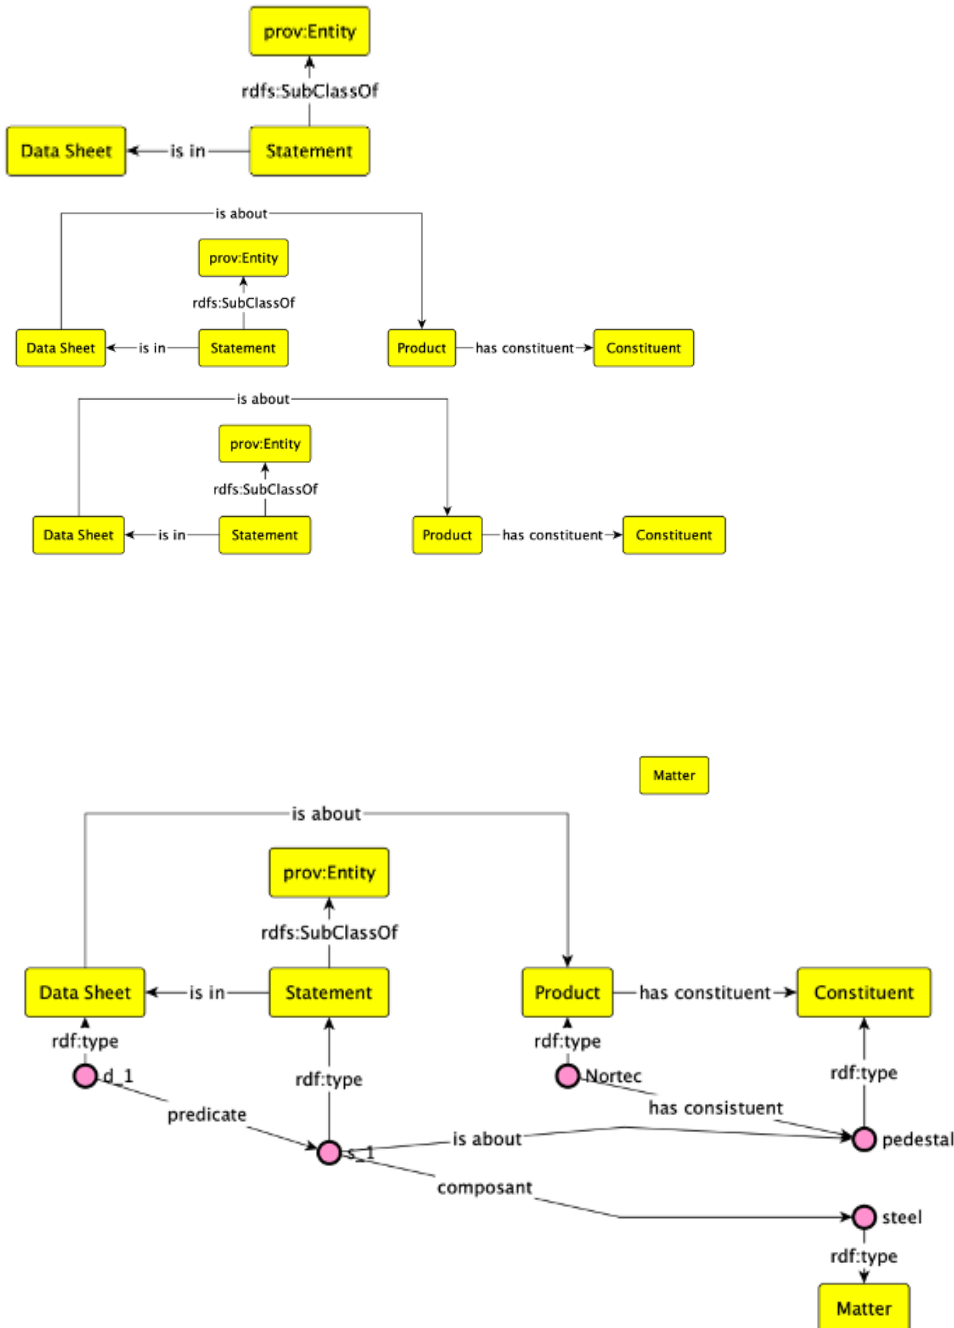 prov:Entity
rdfs:SubClassOf
Data Sheet is in Statement
is about
prov:Entity
rdfs:SubClassOf
Data Sheet is in Statement Product has constituent Constituent
is about
prov:Entity
rdfs:SubClassOf
Data Sheet is in Statement Product has constituent Constituent
Matter
is about
prov:Entity
rdfs:SubClassOf
Data Sheet is in Statement Product has constituent Constituent
rdf:type rdf:type
d_1 rdf:type Nortec rdf:type
predicate has consistuent
s_1 is about pedestal
composant
steel
rdf:type
Matter